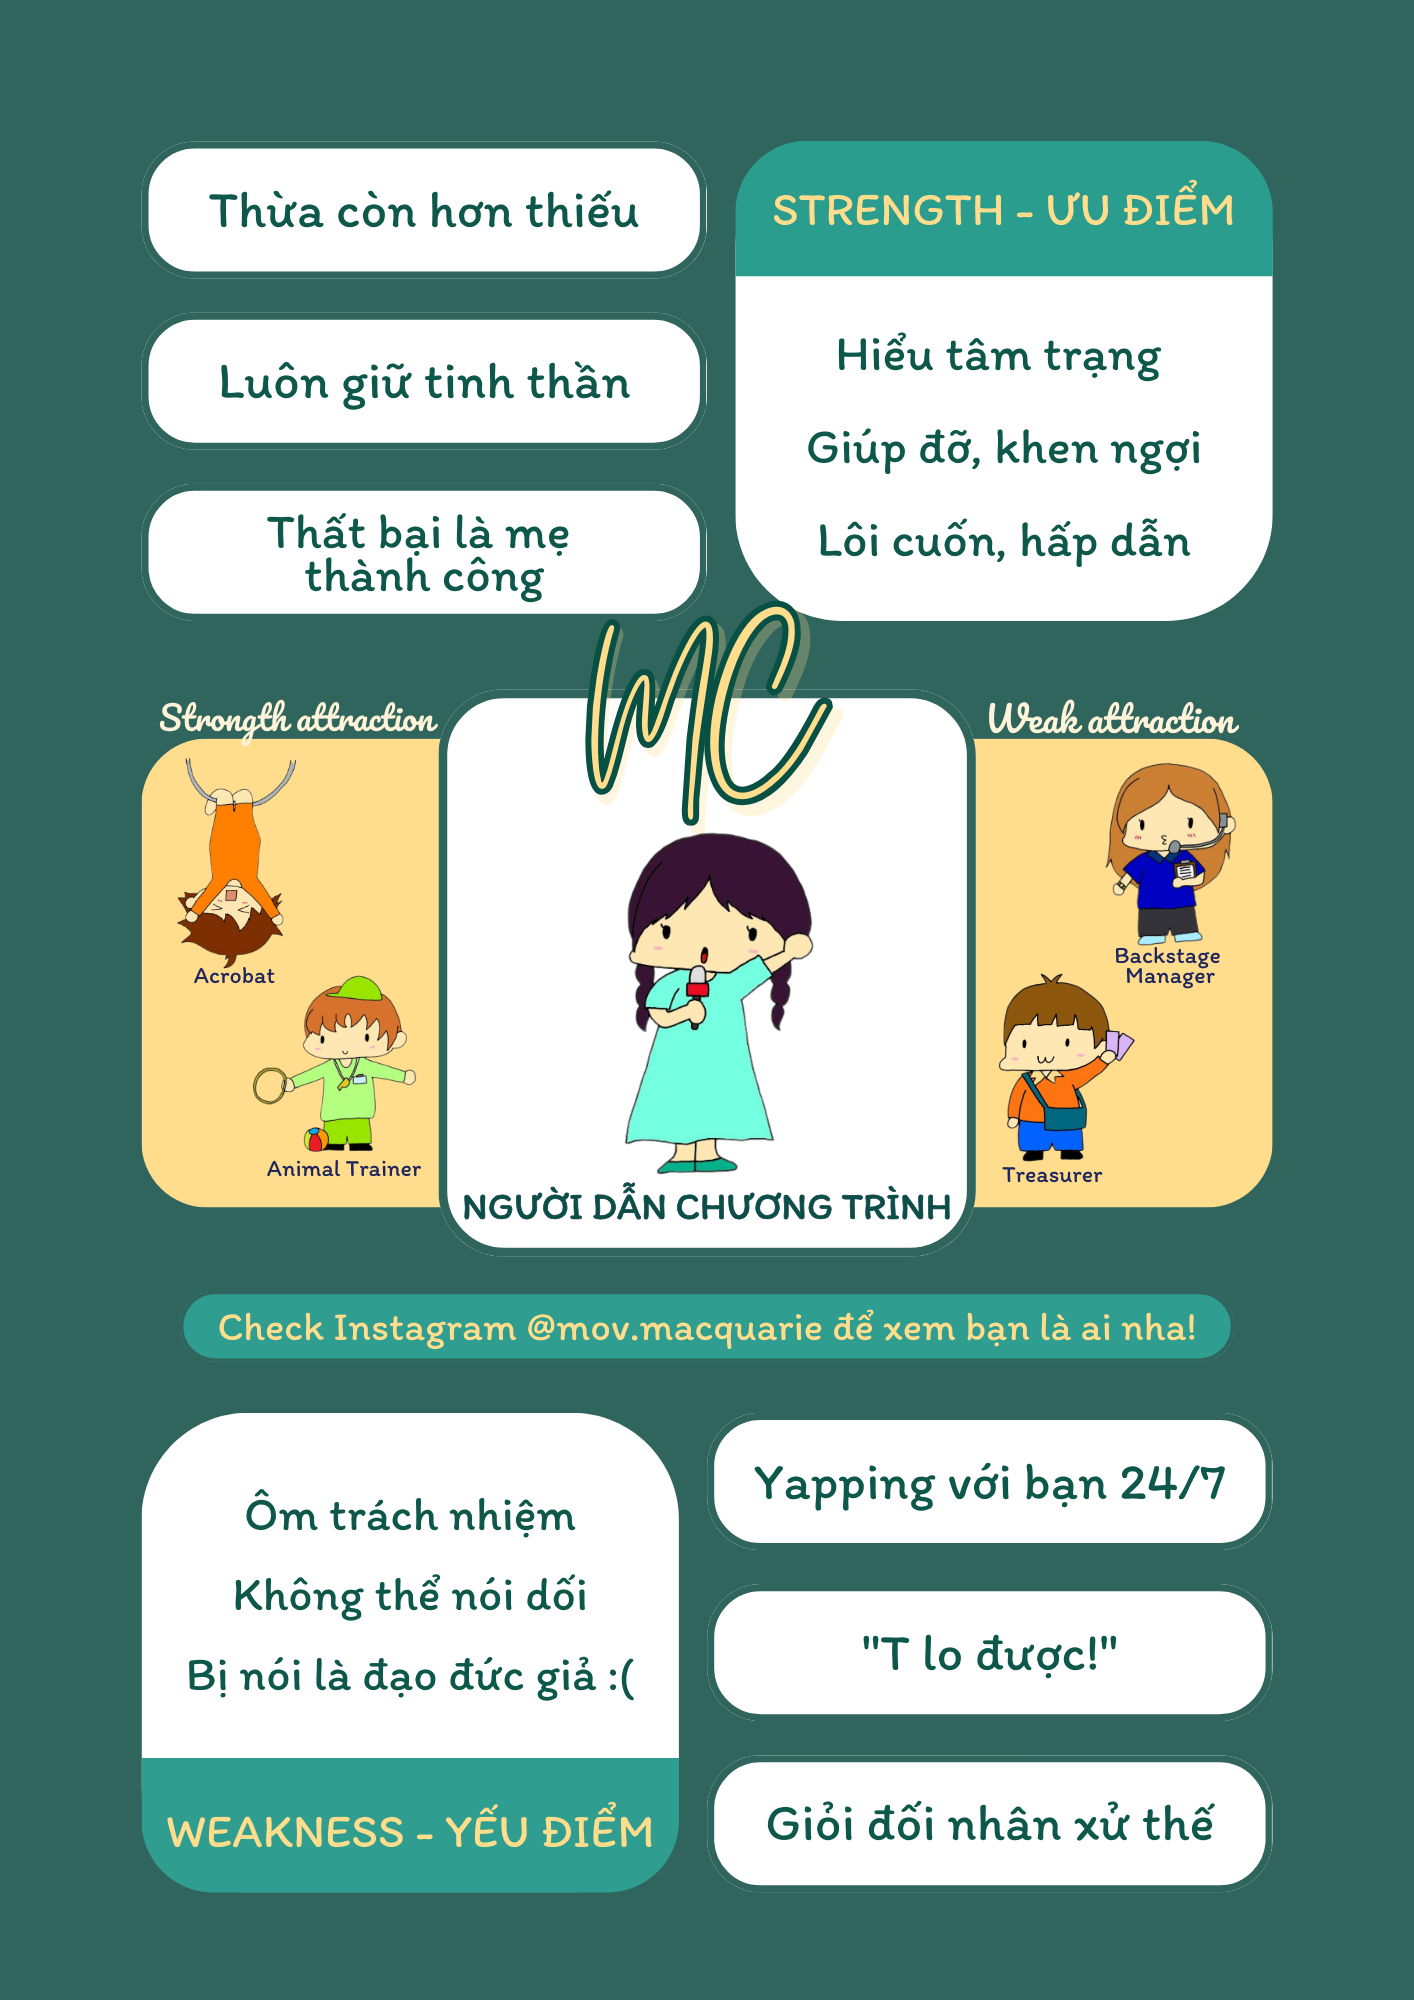 Thừa còn hơn thiếu
Luôn giữ tinh thần
Thất bại là mẹ
thành công
STRENGTH - ƯU ĐIỂM
Hiểu tâm trạng
Giúp đỡ, khen ngợi
Lôi cuốn, hấp dẫn
MC
Strongth attraction
Acrobat
Animal Trainer
NGƯỜI DẪN CHƯƠNG TRÌNH
Weak attraction
Backstage
Manager
Treasurer
Check Instagram @mov.macquarie để xem bạn là ai nha!
Ôm trách nhiệm
Không thể nói dối
Bị nói là đạo đức giả :(
WEAKNESS - YẾU ĐIỂM
Yapping với bạn 24/7
"T lo được!"
Giỏi đối nhân xử thế